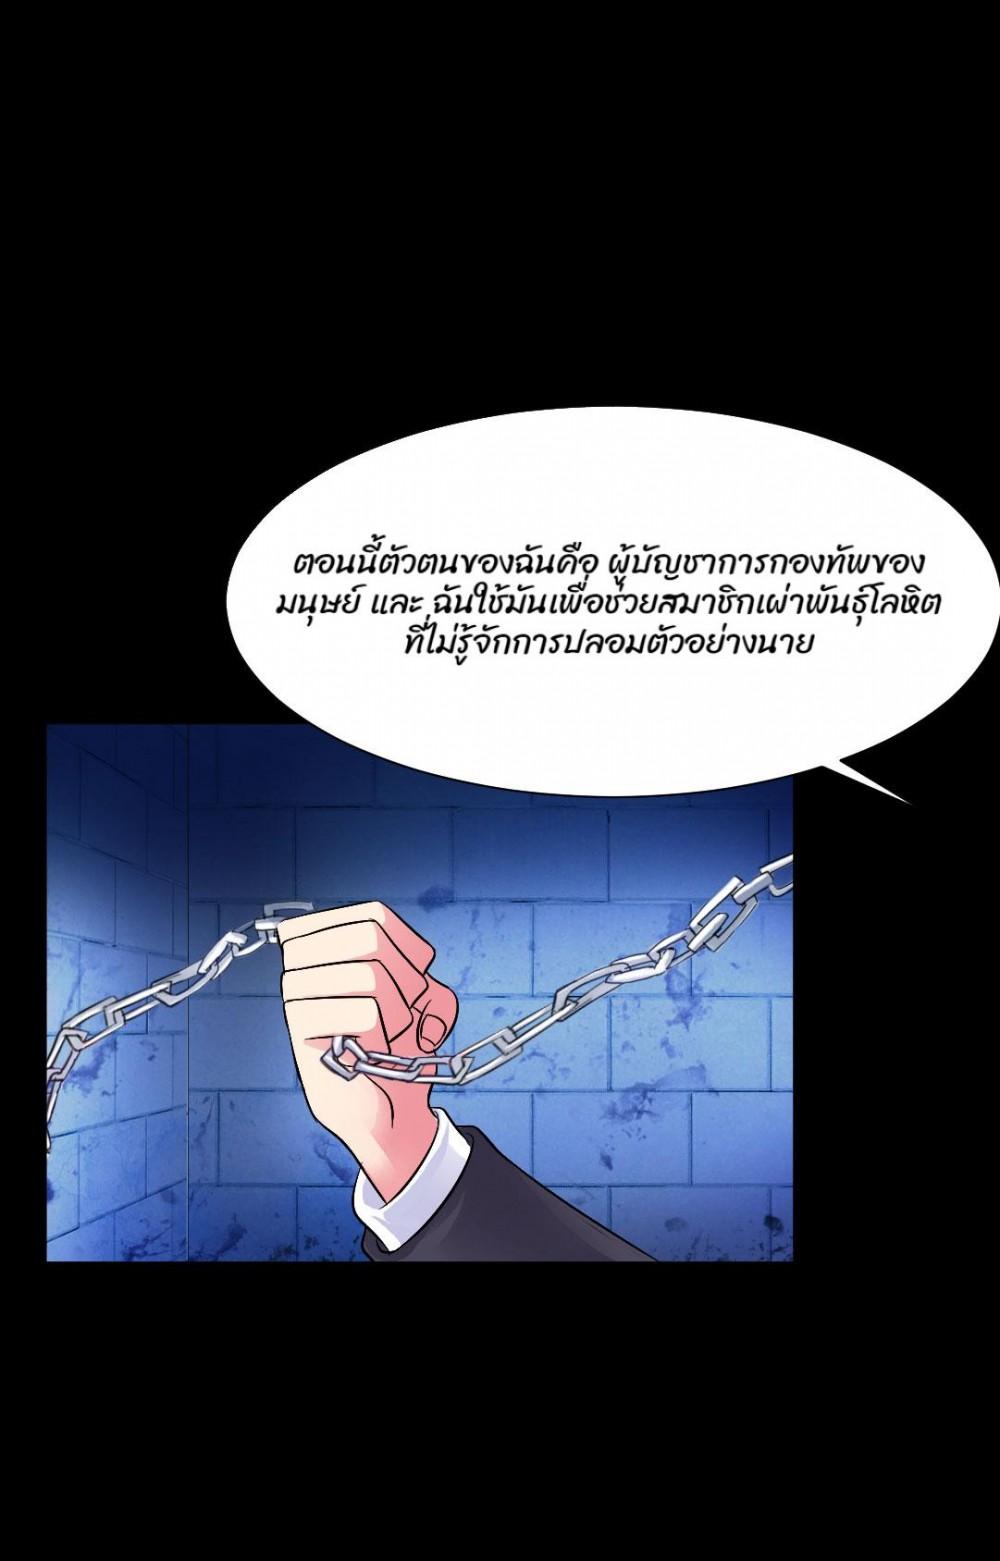 ตอนนี้ตัวตนของฉันคือ ผู้บัญชาการกองทัพของ
มนุษย์ และ ฉันใช้มันเพื่อช่วยสมาชิกเผ่าพันธุ์โลหิต
ที่ไม่รู้จักการปลอมตัวอย่างนาย